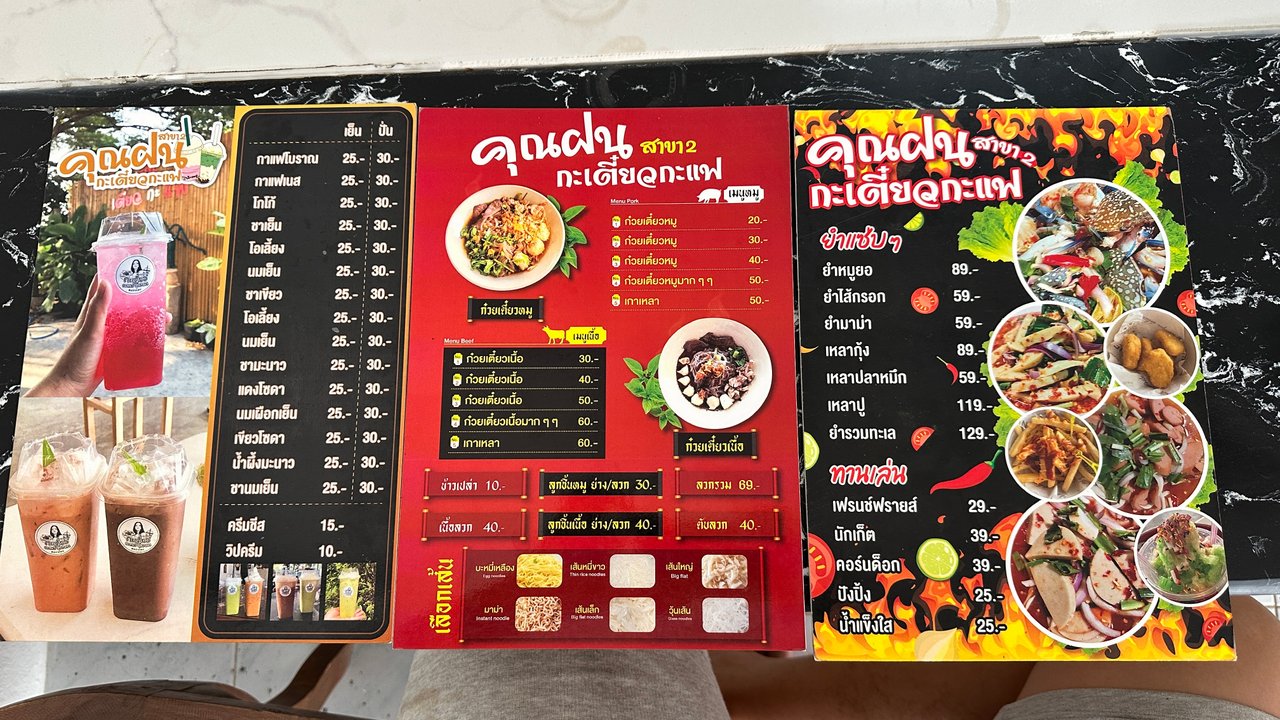 สาขา 2
คุณฝน
กะเตี๋ยวกะแฟ
เย็น ปั่น
กาแฟโบราณ 25.- 30.-
กาแฟเนส 25.- 30.-
โกโก้ 25.- 30.-
ชาเย็น 25.- 30.-
โอเลี้ยง 25.- 30.-
นมเย็น 25.- 30.-
ชาเขียว 25.- 30.-
โอเลี้ยง 25.- 30.-
นมเย็น 25.- 30.-
ชามะนาว 25.- 30.-
แดงโซดา 25.- 30.-
นมเผือกเย็น 25.- 30.-
เขียวโซดา 25.- 30.-
น้ำผึ้งมะนาว 25.- 30.-
ชานมเย็น 25.- 30.-
ครีมชีส 15.-
วิปครีม 10.-
คุณฝน สาขา 2
กะเตี๋ยวกะแฟ
Menu Pork เมนูหมู
ก๋วยเตี๋ยวหมู 20.-
ก๋วยเตี๋ยวหมู 30.-
ก๋วยเตี๋ยวหมู 40.-
ก๋วยเตี๋ยวหมูมาก ๆ ๆ 50.-
เกาเหลา 50.-
ก๋วยเตี๋ยวหมู
Menu Beef เมนูเนื้อ
ก๋วยเตี๋ยวเนื้อ 30.-
ก๋วยเตี๋ยวเนื้อ 40.-
ก๋วยเตี๋ยวเนื้อ 50.-
ก๋วยเตี๋ยวเนื้อมาก ๆ ๆ 60.-
เกาเหลา 60.-
ก๋วยเตี๋ยวเนื้อ
ข้าวเปล่า 10.- ลูกชิ้นหมู ย่าง/ลวก 30.- ลวกรวม 69.-
เนื้อลวก 40.- ลูกชิ้นเนื้อ ย่าง/ลวก 40.- ตับลวก 40.-
เลือกเส้น
บะหมี่เหลือง เส้นหมี่ขาว เส้นใหญ่
Egg noodles Thin rice noodles Big flat
มาม่า เส้นเล็ก วุ้นเส้น
Instant noodle Big flat noodles Glass noodles
คุณฝน สาขา 2
กะเตี๋ยวกะแฟ
ยำแซ่บ ๆ
ยำหมูยอ 89.-
ยำไส้กรอก 59.-
ยำมาม่า 59.-
เหลากุ้ง 89.-
เหลาปลาหมึก 59.-
เหลาปู 119.-
ยำรวมทะเล 129.-
ทานเล่น
เฟรนช์ฟรายส์ 29.-
นักเก็ต 39.-
คอร์นด็อก 39.-
ปังปิ้ง 25.-
น้ำแข็งใส 25.-